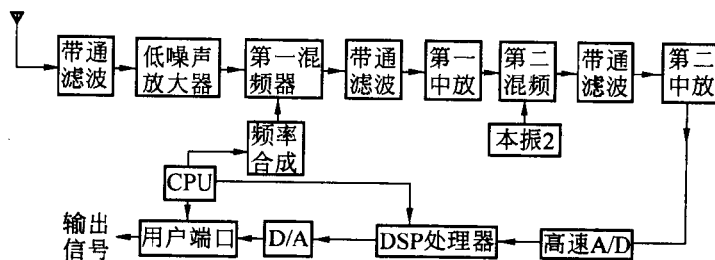 带通
滤波
低噪声
放大器
第一混
频器
带通
滤波
第一
中放
第二
混频
带通
滤波
第二
中放
频率
合成
本振2
CPU
输出
信号
用户端口
D/A
DSP处理器
高速A/D